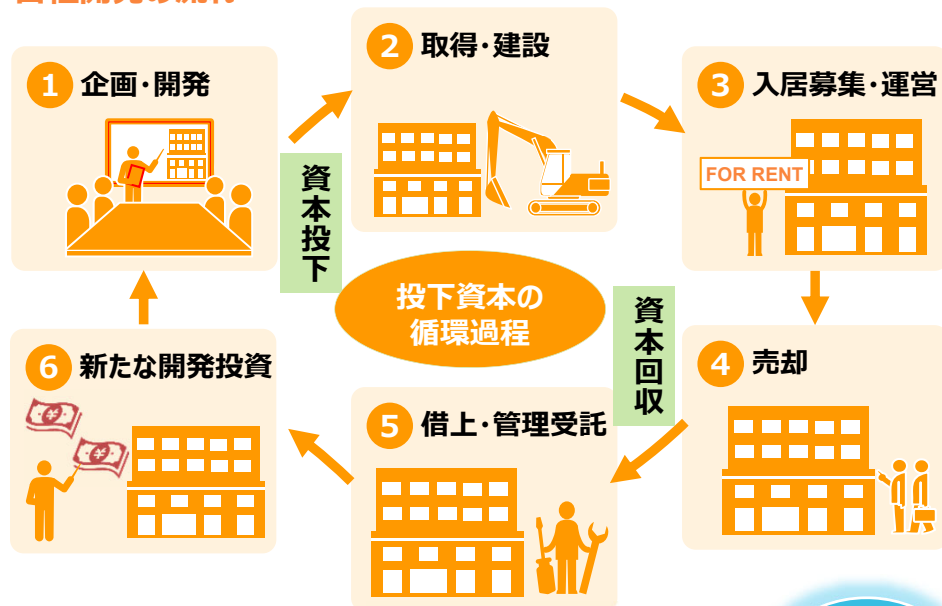 ① 企画・開発
② 取得・建設
③ 入居募集・運営
FOR RENT
資本投下
投下資本の
循環過程
資本回収
④ 売却
⑤ 借上・管理受託
⑥ 新たな開発投資